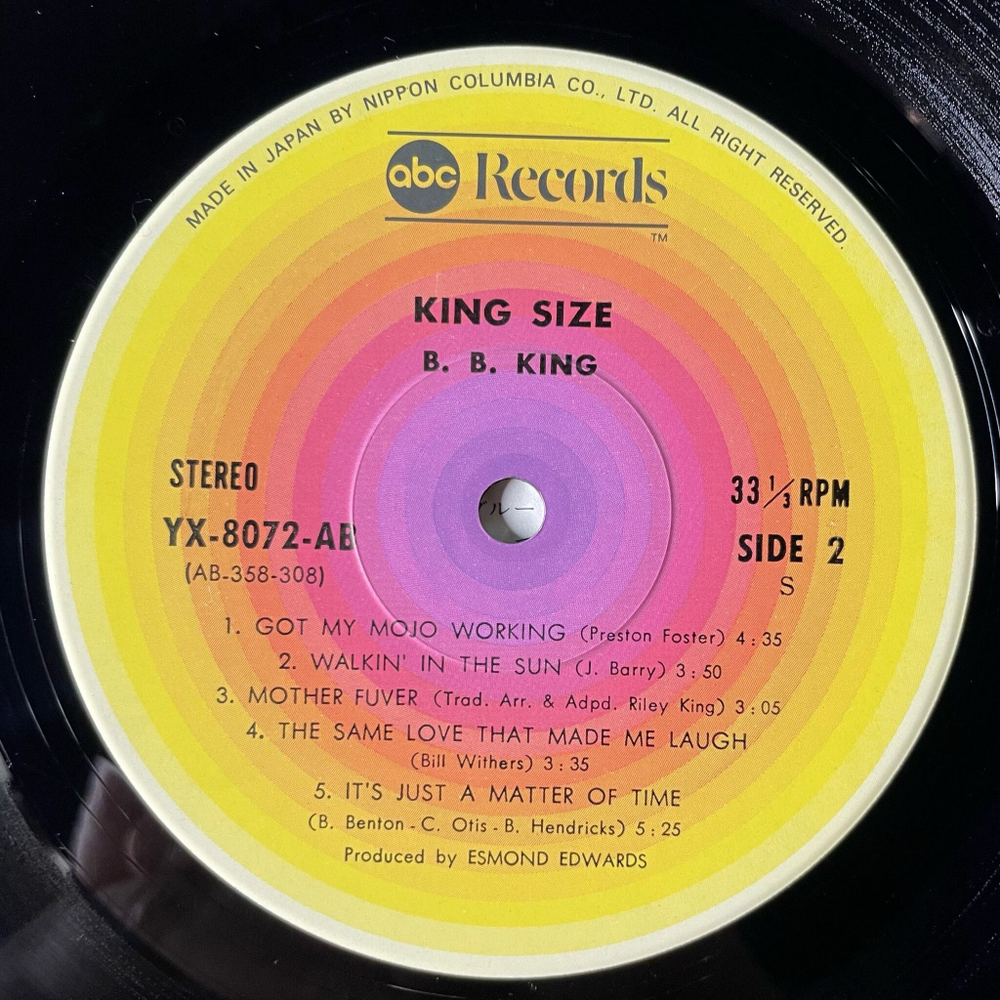 MADE IN JAPAN BY NIPPON COLUMBIA CO., LTD. ALL RIGHT RESERVED.
abc Records
TM
KING SIZE
B. B. KING
STEREO
33 1/3 RPM
YX-8072-AB
SIDE 2
(AB-358-308)
S
1. GOT MY MOJO WORKING (Preston Foster) 4:35
2. WALKIN' IN THE SUN (J. Barry) 3:50
3. MOTHER FUVER (Trad. Arr. & Adpd. Riley King) 3:05
4. THE SAME LOVE THAT MADE ME LAUGH
(Bill Withers) 3:35
5. IT'S JUST A MATTER OF TIME
(B. Benton - C. Otis - B. Hendricks) 5:25
Produced by ESMOND EDWARDS